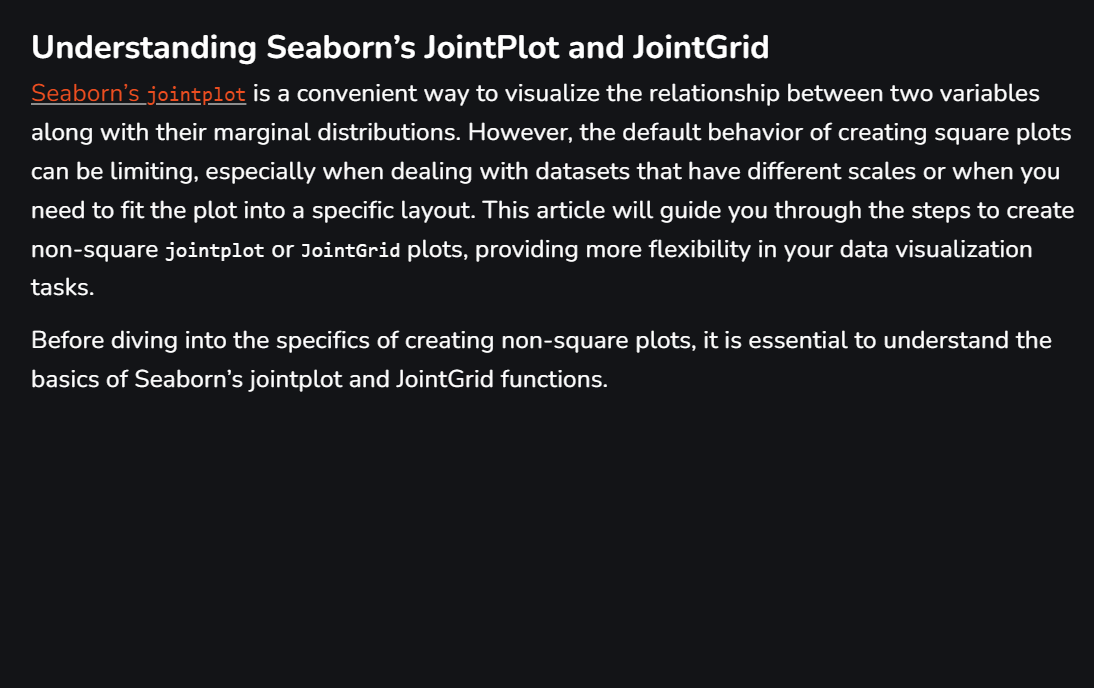 Understanding Seaborn’s JointPlot and JointGrid
Seaborn’s jointplot is a convenient way to visualize the relationship between two variables
along with their marginal distributions. However, the default behavior of creating square plots
can be limiting, especially when dealing with datasets that have different scales or when you
need to fit the plot into a specific layout. This article will guide you through the steps to create
non-square jointplot or JointGrid plots, providing more flexibility in your data visualization
tasks.
Before diving into the specifics of creating non-square plots, it is essential to understand the
basics of Seaborn’s jointplot and JointGrid functions.